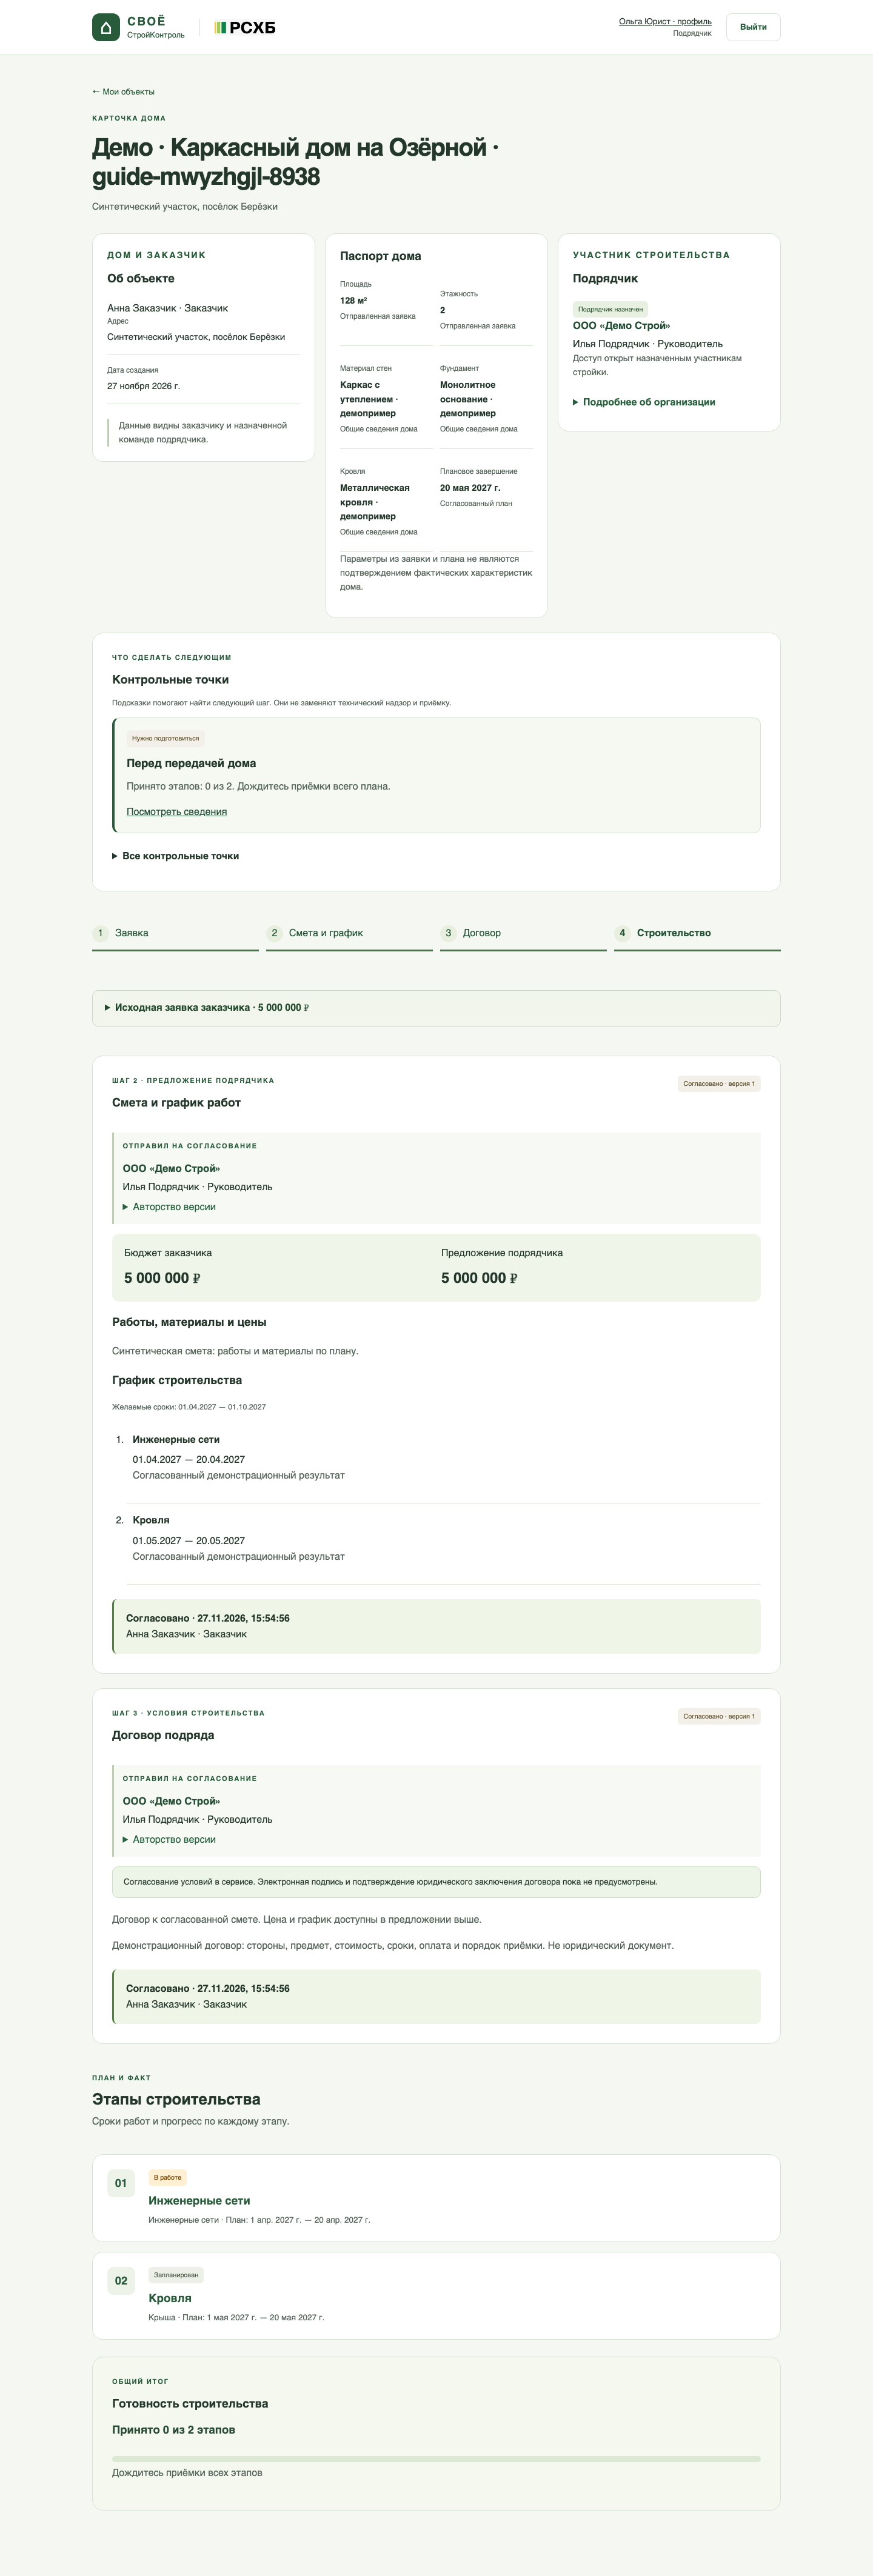 СВОЁ
СтройКонтроль
РСХБ
Ольга Юрист · профиль
Подрядчик
Выйти
← Мои объекты
КАРТОЧКА ДОМА
Демо · Каркасный дом на Озёрной ·
guide-mwyzhgjl-8938
Синтетический участок, посёлок Берёзки
ДОМ И ЗАКАЗЧИК
Об объекте
Анна Заказчик · Заказчик
Адрес
Синтетический участок, посёлок Берёзки
Дата создания
27 ноября 2026 г.
Данные видны заказчику и назначенной
команде подрядчика.
Паспорт дома
Площадь
128 м²
Отправленная заявка
Этажность
2
Отправленная заявка
Материал стен
Каркас с
утеплением ·
демопример
Общие сведения дома
Фундамент
Монолитное
основание ·
демопример
Общие сведения дома
Кровля
Металлическая
кровля ·
демопример
Общие сведения дома
Плановое завершение
20 мая 2027 г.
Согласованный план
Параметры из заявки и плана не являются
подтверждением фактических характеристик
дома.
УЧАСТНИК СТРОИТЕЛЬСТВА
Подрядчик
Подрядчик назначен
ООО «Демо Строй»
Илья Подрядчик · Руководитель
Доступ открыт назначенным участникам
стройки.
▶ Подробнее об организации
ЧТО СДЕЛАТЬ СЛЕДУЮЩИМ
Контрольные точки
Подсказки помогают найти следующий шаг. Они не заменяют технический надзор и приёмку.
Нужно подготовиться
Перед передачей дома
Принято этапов: 0 из 2. Дождитесь приёмки всего плана.
Посмотреть сведения
▶ Все контрольные точки
1 Заявка
2 Смета и график
3 Договор
4 Строительство
▶ Исходная заявка заказчика · 5 000 000 ₽
ШАГ 2 · ПРЕДЛОЖЕНИЕ ПОДРЯДЧИКА
Согласовано · версия 1
Смета и график работ
ОТПРАВИЛ НА СОГЛАСОВАНИЕ
ООО «Демо Строй»
Илья Подрядчик · Руководитель
▶ Авторство версии
Бюджет заказчика
5 000 000 ₽
Предложение подрядчика
5 000 000 ₽
Работы, материалы и цены
Синтетическая смета: работы и материалы по плану.
График строительства
Желаемые сроки: 01.04.2027 — 01.10.2027
1. Инженерные сети
01.04.2027 — 20.04.2027
Согласованный демонстрационный результат
2. Кровля
01.05.2027 — 20.05.2027
Согласованный демонстрационный результат
Согласовано · 27.11.2026, 15:54:56
Анна Заказчик · Заказчик
ШАГ 3 · УСЛОВИЯ СТРОИТЕЛЬСТВА
Согласовано · версия 1
Договор подряда
ОТПРАВИЛ НА СОГЛАСОВАНИЕ
ООО «Демо Строй»
Илья Подрядчик · Руководитель
▶ Авторство версии
Согласование условий в сервисе. Электронная подпись и подтверждение юридического заключения договора пока не предусмотрены.
Договор к согласованной смете. Цена и график доступны в предложении выше.
Демонстрационный договор: стороны, предмет, стоимость, сроки, оплата и порядок приёмки. Не юридический документ.
Согласовано · 27.11.2026, 15:54:56
Анна Заказчик · Заказчик
ПЛАН И ФАКТ
Этапы строительства
Сроки работ и прогресс по каждому этапу.
01
В работе
Инженерные сети
Инженерные сети · План: 1 апр. 2027 г. — 20 апр. 2027 г.
02
Запланирован
Кровля
Крыша · План: 1 мая 2027 г. — 20 мая 2027 г.
ОБЩИЙ ИТОГ
Готовность строительства
Принято 0 из 2 этапов
Дождитесь приёмки всех этапов